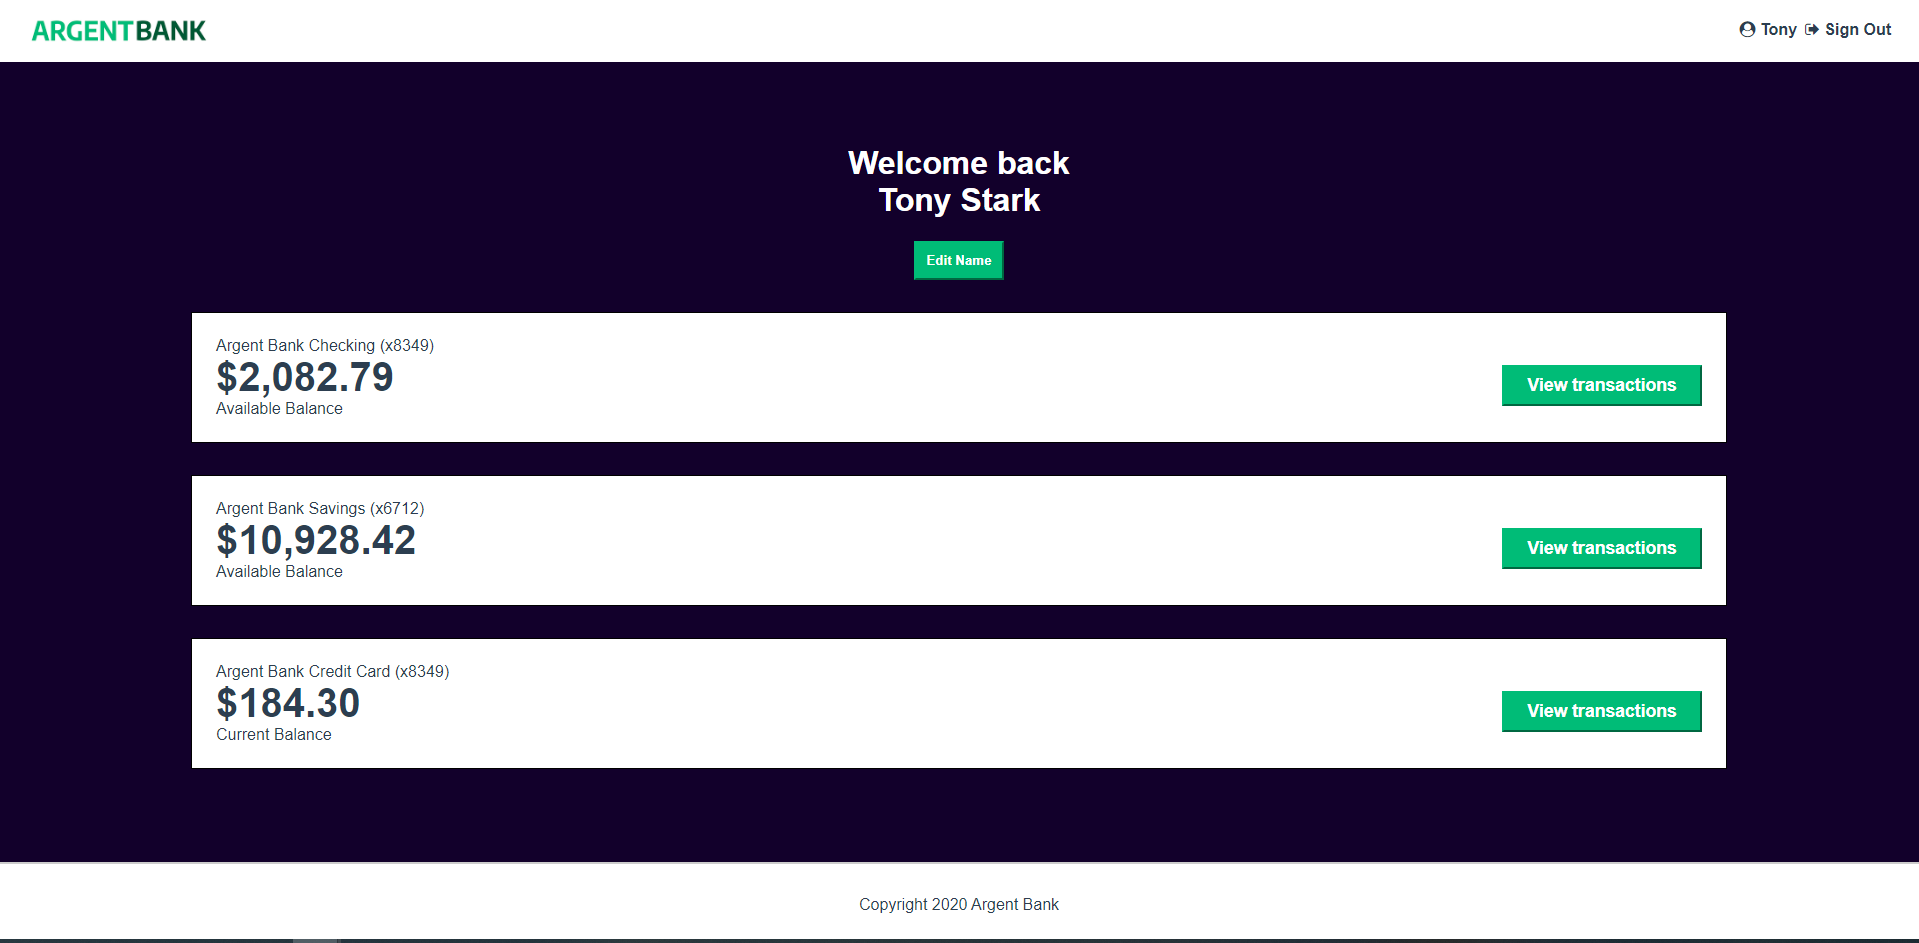 ARGENTBANK
Tony Sign Out
Welcome back
Tony Stark
Edit Name
Argent Bank Checking (x8349)
$2,082.79
Available Balance
View transactions
Argent Bank Savings (x6712)
$10,928.42
Available Balance
View transactions
Argent Bank Credit Card (x8349)
$184.30
Current Balance
View transactions
Copyright 2020 Argent Bank